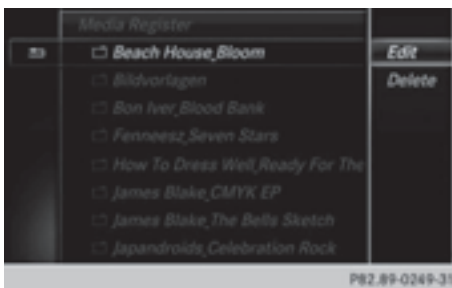 Media Register
Beach House_Bloom
Edit
Bildvorlagen
Delete
Bon Iver_Blood Bank
Fenneesz_Seven Stars
How To Dress Well_Ready For The
James Blake_CMYK EP
James Blake_The Bells Sketch
Japandroids_Celebration Rock
P82.89-0249-31